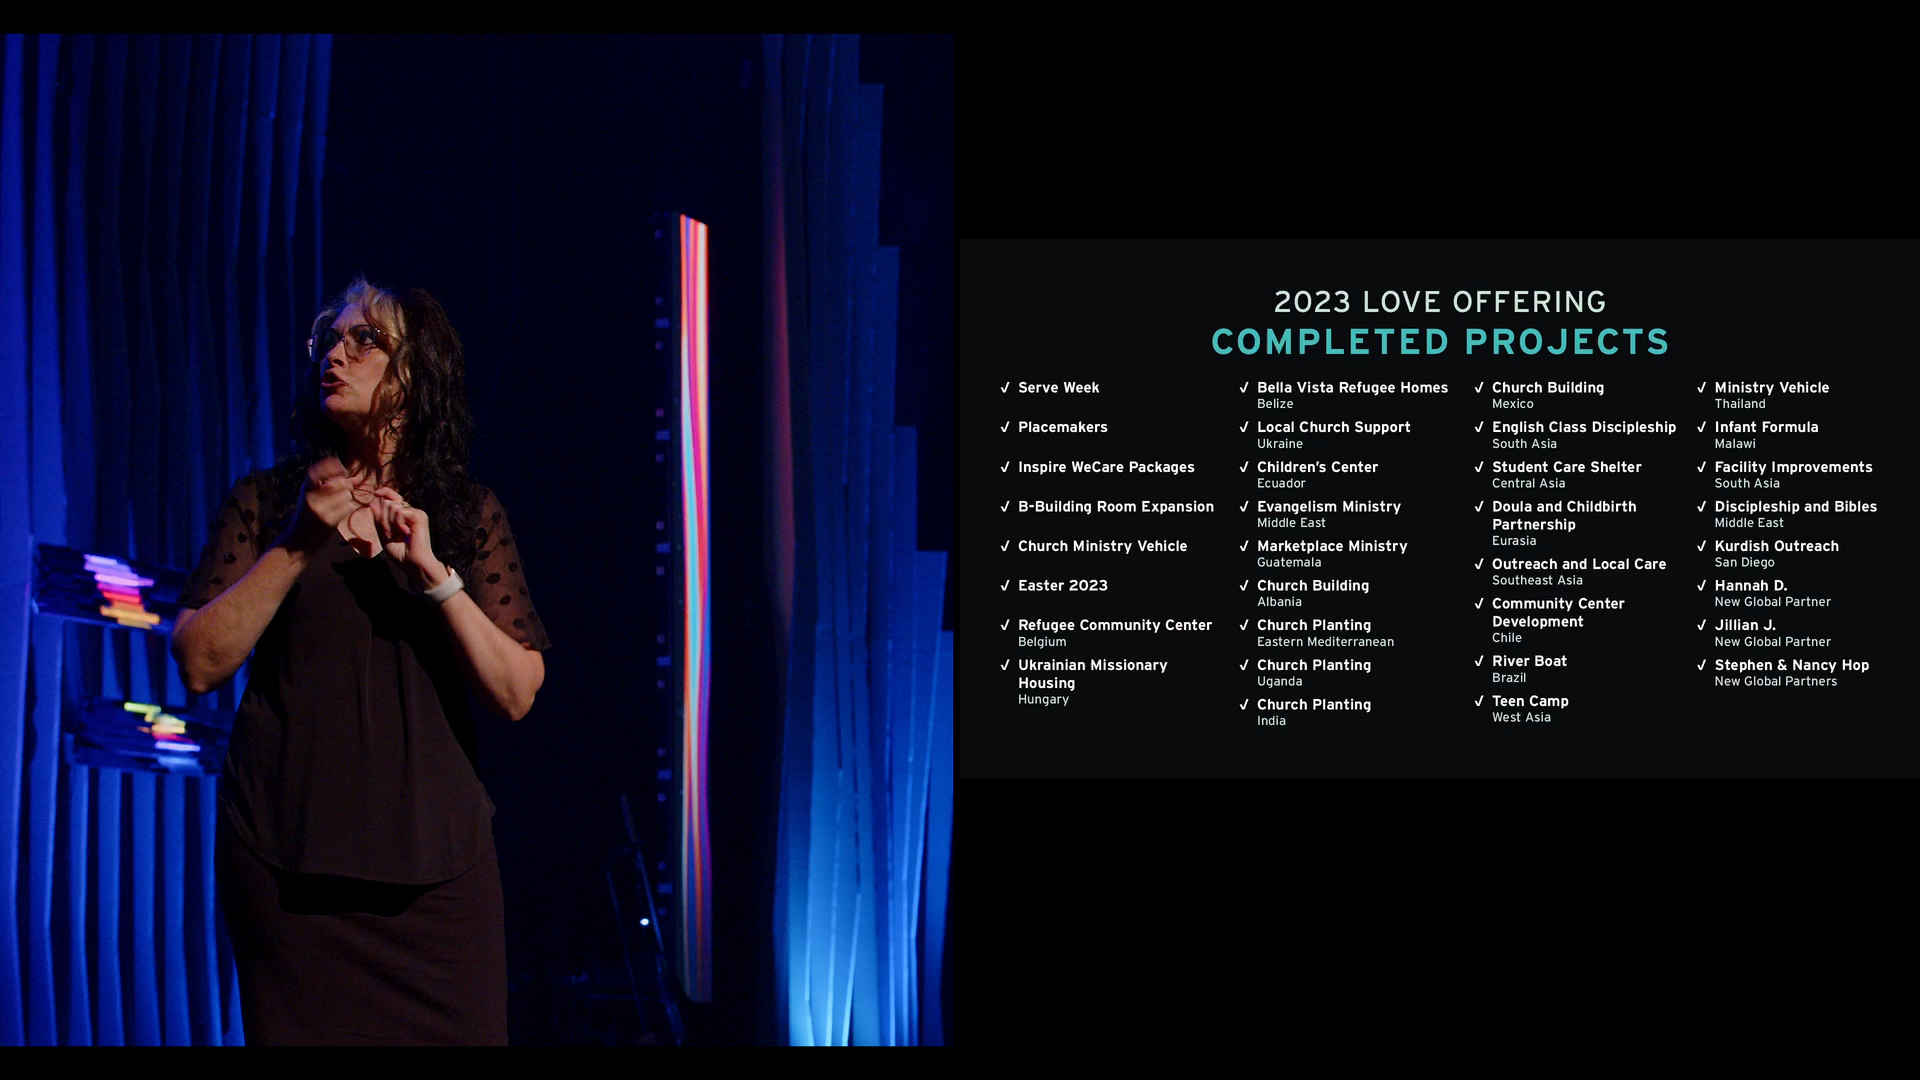 2023 LOVE OFFERING
COMPLETED PROJECTS
✓ Serve Week
✓ Placemakers
✓ Inspire WeCare Packages
✓ B-Building Room Expansion
✓ Church Ministry Vehicle
✓ Easter 2023
✓ Refugee Community Center
Belgium
✓ Ukrainian Missionary
Housing
Hungary
✓ Bella Vista Refugee Homes
Belize
✓ Local Church Support
Ukraine
✓ Children's Center
Ecuador
✓ Evangelism Ministry
Middle East
✓ Marketplace Ministry
Guatemala
✓ Church Building
Albania
✓ Church Planting
Eastern Mediterranean
✓ Church Planting
Uganda
✓ Church Planting
India
✓ Church Building
Mexico
✓ English Class Discipleship
South Asia
✓ Student Care Shelter
Central Asia
✓ Doula and Childbirth
Partnership
Eurasia
✓ Outreach and Local Care
Southeast Asia
✓ Community Center
Development
Chile
✓ River Boat
Brazil
✓ Teen Camp
West Asia
✓ Ministry Vehicle
Thailand
✓ Infant Formula
Malawi
✓ Facility Improvements
South Asia
✓ Discipleship and Bibles
Middle East
✓ Kurdish Outreach
San Diego
✓ Hannah D.
New Global Partner
✓ Jillian J.
New Global Partner
✓ Stephen & Nancy Hop
New Global Partners